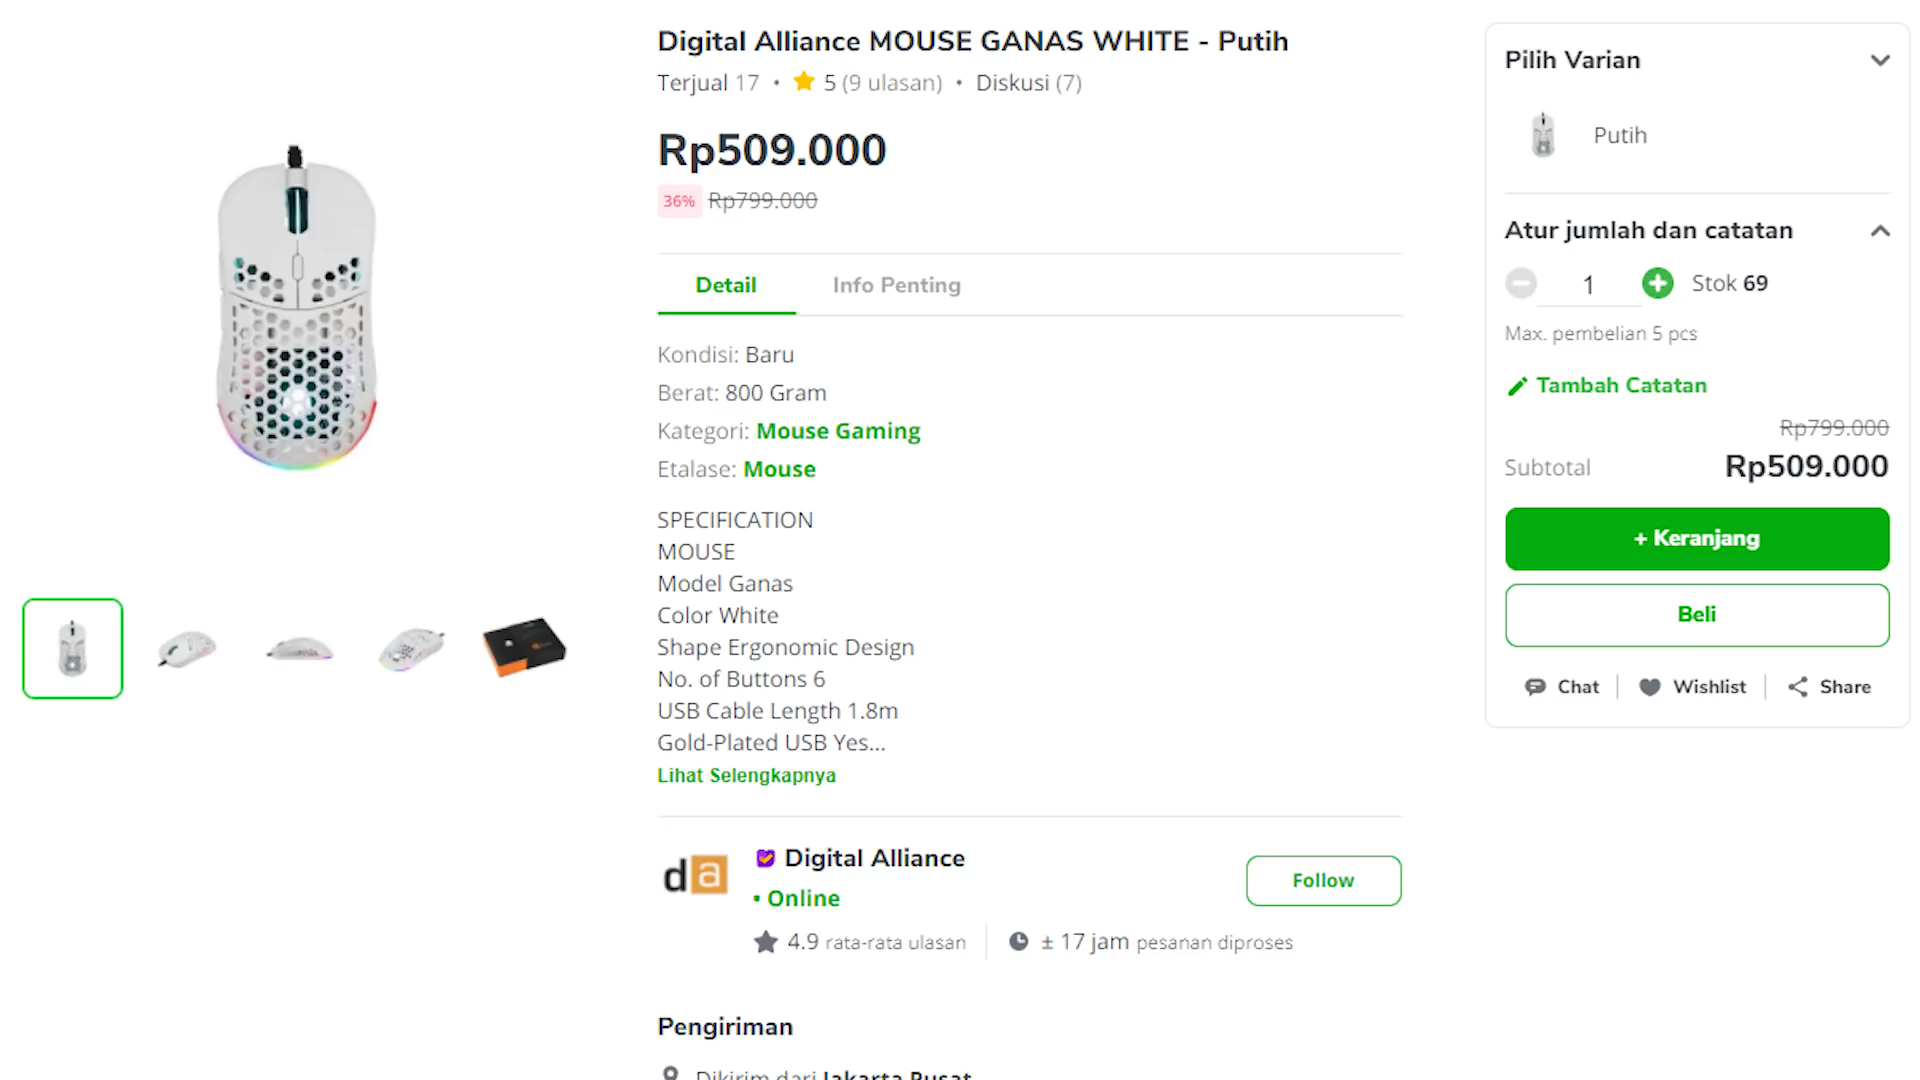 Digital Alliance MOUSE GANAS WHITE - Putih
Terjual 17 • 5 (9 ulasan) • Diskusi (7)
Rp509.000
36% Rp799.000
Detail
Info Penting
Kondisi: Baru
Berat: 800 Gram
Kategori: Mouse Gaming
Etalase: Mouse
SPECIFICATION
MOUSE
Model Ganas
Color White
Shape Ergonomic Design
No. of Buttons 6
USB Cable Length 1.8m
Gold-Plated USB Yes...
Lihat Selengkapnya
da
Digital Alliance
• Online
Follow
4.9 rata-rata ulasan
± 17 jam pesanan diproses
Pengiriman
Dikirim dari Jakarta Pusat
Pilih Varian
Putih
Atur jumlah dan catatan
1
Stok 69
Max. pembelian 5 pcs
Tambah Catatan
Rp799.000
Subtotal
Rp509.000
+ Keranjang
Beli
Chat
Wishlist
Share